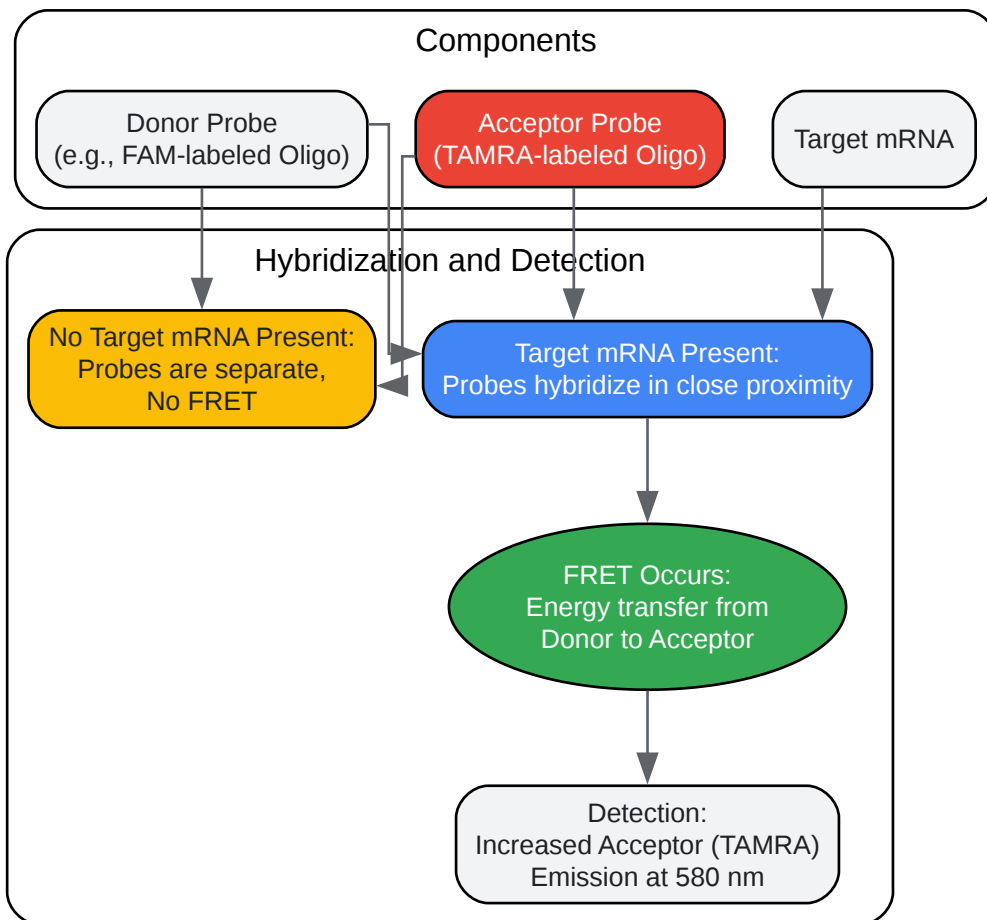 Components
Donor Probe
(e.g., FAM-labeled Oligo)
Acceptor Probe
(TAMRA-labeled Oligo)
Target mRNA
Hybridization and Detection
No Target mRNA Present:
Probes are separate,
No FRET
Target mRNA Present:
Probes hybridize in close proximity
FRET Occurs:
Energy transfer from
Donor to Acceptor
Detection:
Increased Acceptor (TAMRA)
Emission at 580 nm